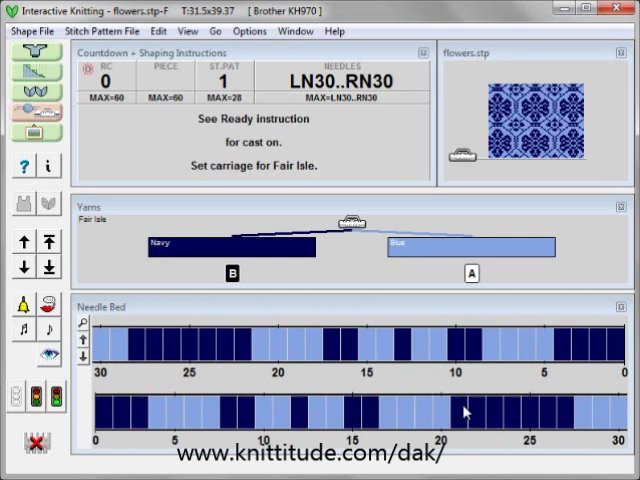 Interactive Knitting - flowers.stp-F T:31.5x39.37 [ Brother KH970 ]
Shape File Stitch Pattern File Edit View Go Options Window Help
Countdown + Shaping Instructions
RC PIECE ST.PAT NEEDLES
0 1 LN30..RN30
MAX=60 MAX=60 MAX=28 MAX=LN30..RN30
See Ready instruction
for cast on.
Set carriage for Fair Isle.
flowers.stp
Yarns
Fair Isle
Navy Blue
B A
Needle Bed
30 25 20 15 10 5 0
0 5 10 15 20 25 30
www.knittitude.com/dak/